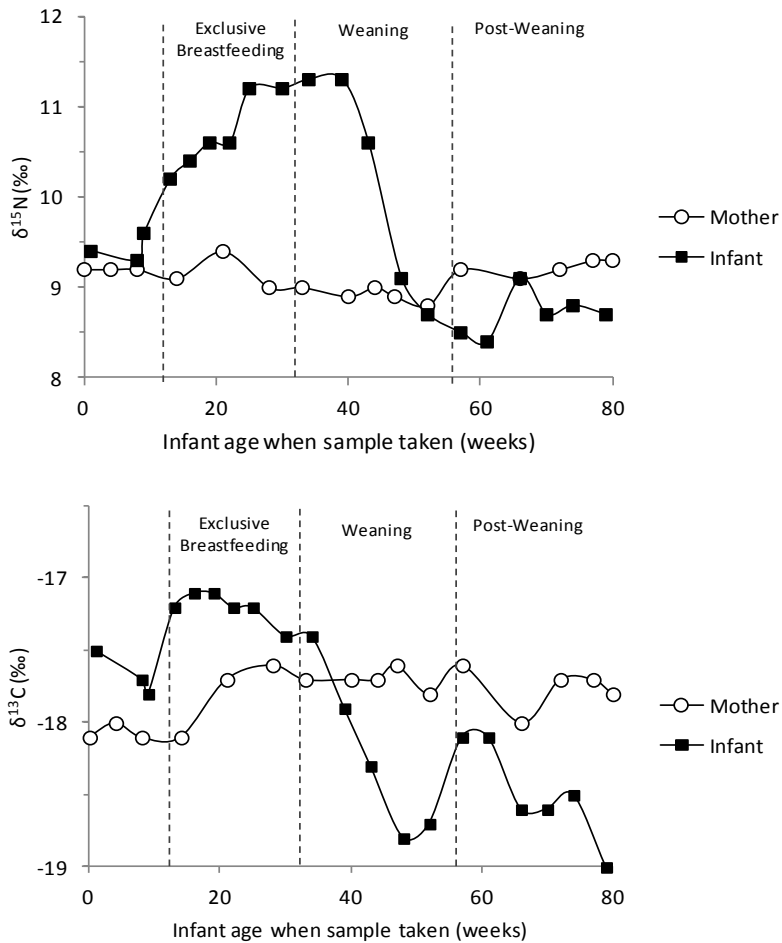 12
11
10
9
8
δ¹⁵N (‰)
Exclusive
Breastfeeding
Weaning
Post-Weaning
0 20 40 60 80
Infant age when sample taken (weeks)
Mother
Infant
-17
-18
-19
δ¹³C (‰)
Exclusive
Breastfeeding
Weaning
Post-Weaning
0 20 40 60 80
Infant age when sample taken (weeks)
Mother
Infant